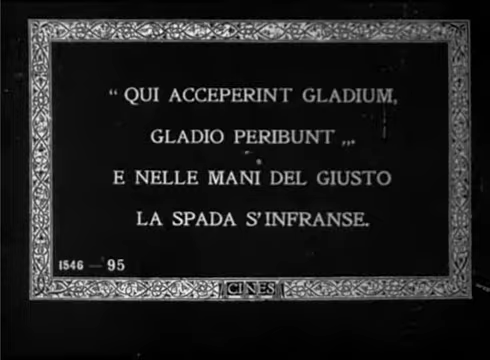 “ QUI ACCEPERINT GLADIUM,
GLADIO PERIBUNT „.
E NELLE MANI DEL GIUSTO
LA SPADA S'INFRANSE.
1546 — 95
CINES